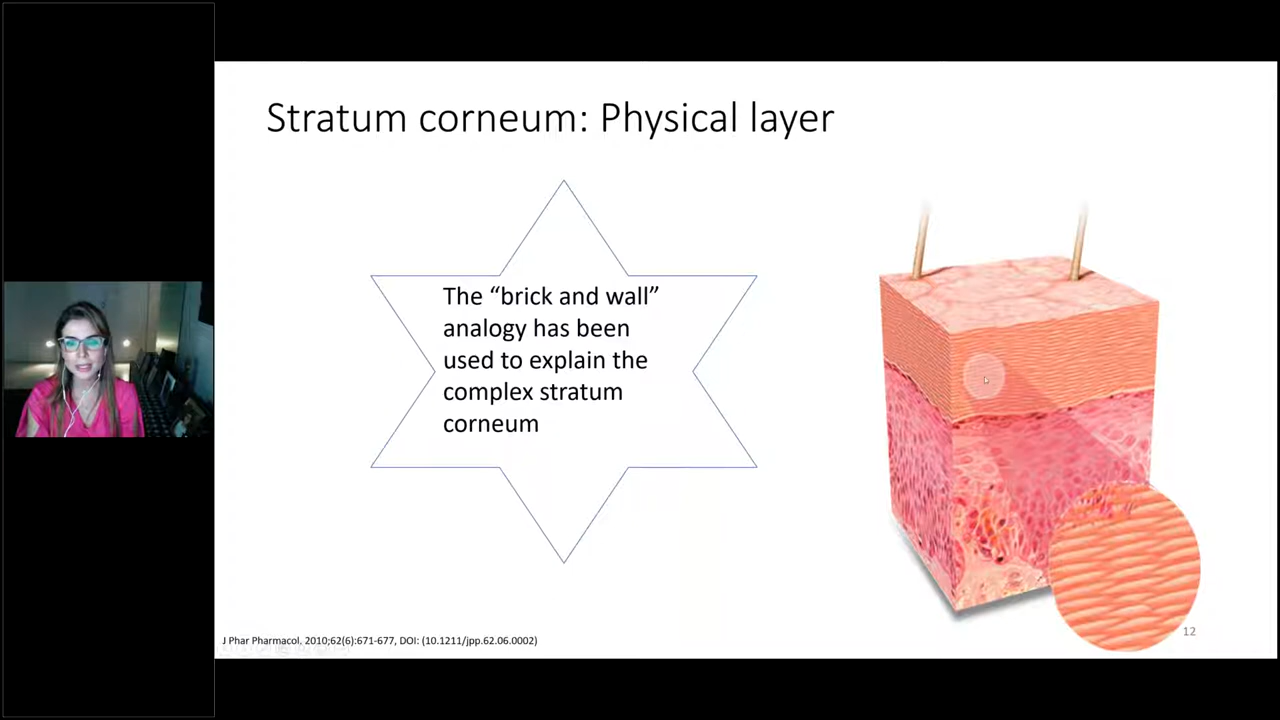 Stratum corneum: Physical layer
The “brick and wall”
analogy has been
used to explain the
complex stratum
corneum
J Phar Pharmacol. 2010;62(6):671-677, DOI: (10.1211/jpp.62.06.0002)
12